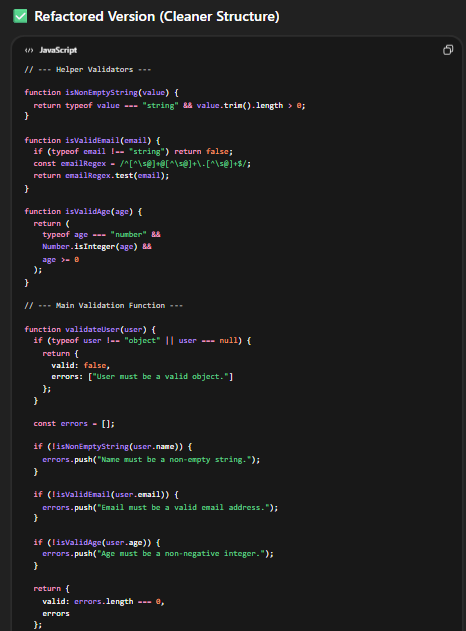 ✅ Refactored Version (Cleaner Structure)
</> JavaScript
// --- Helper Validators ---
function isNonEmptyString(value) {
  return typeof value === "string" && value.trim().length > 0;
}
function isValidEmail(email) {
  if (typeof email !== "string") return false;
  const emailRegex = /^[^\s@]+@[^\s@]+\.[^\s@]+$/;
  return emailRegex.test(email);
}
function isValidAge(age) {
  return (
    typeof age === "number" &&
    Number.isInteger(age) &&
    age >= 0
  );
}
// --- Main Validation Function ---
function validateUser(user) {
  if (typeof user !== "object" || user === null) {
    return {
      valid: false,
      errors: ["User must be a valid object."]
    };
  }
  const errors = [];
  if (!isNonEmptyString(user.name)) {
    errors.push("Name must be a non-empty string.");
  }
  if (!isValidEmail(user.email)) {
    errors.push("Email must be a valid email address.");
  }
  if (!isValidAge(user.age)) {
    errors.push("Age must be a non-negative integer.");
  }
  return {
    valid: errors.length === 0,
    errors
  };